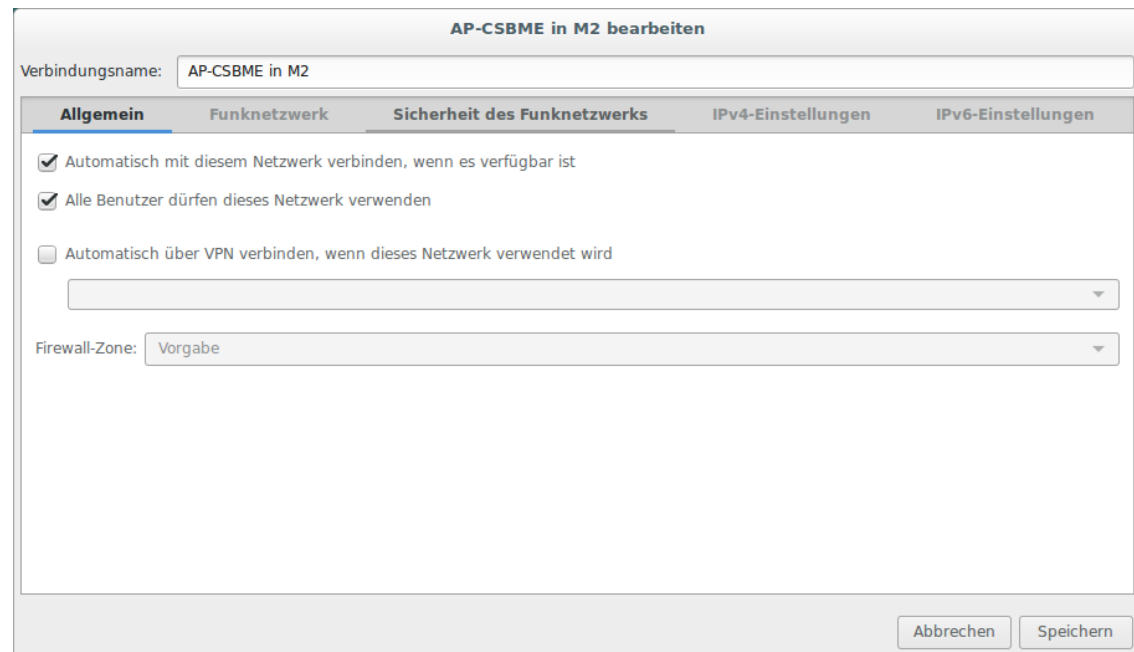 AP-CSBME in M2 bearbeiten
Verbindungsname: AP-CSBME in M2
Allgemein Funknetzwerk Sicherheit des Funknetzwerks IPv4-Einstellungen IPv6-Einstellungen
Automatisch mit diesem Netzwerk verbinden, wenn es verfügbar ist
Alle Benutzer dürfen dieses Netzwerk verwenden
Automatisch über VPN verbinden, wenn dieses Netzwerk verwendet wird
Firewall-Zone: Vorgabe
Abbrechen Speichern